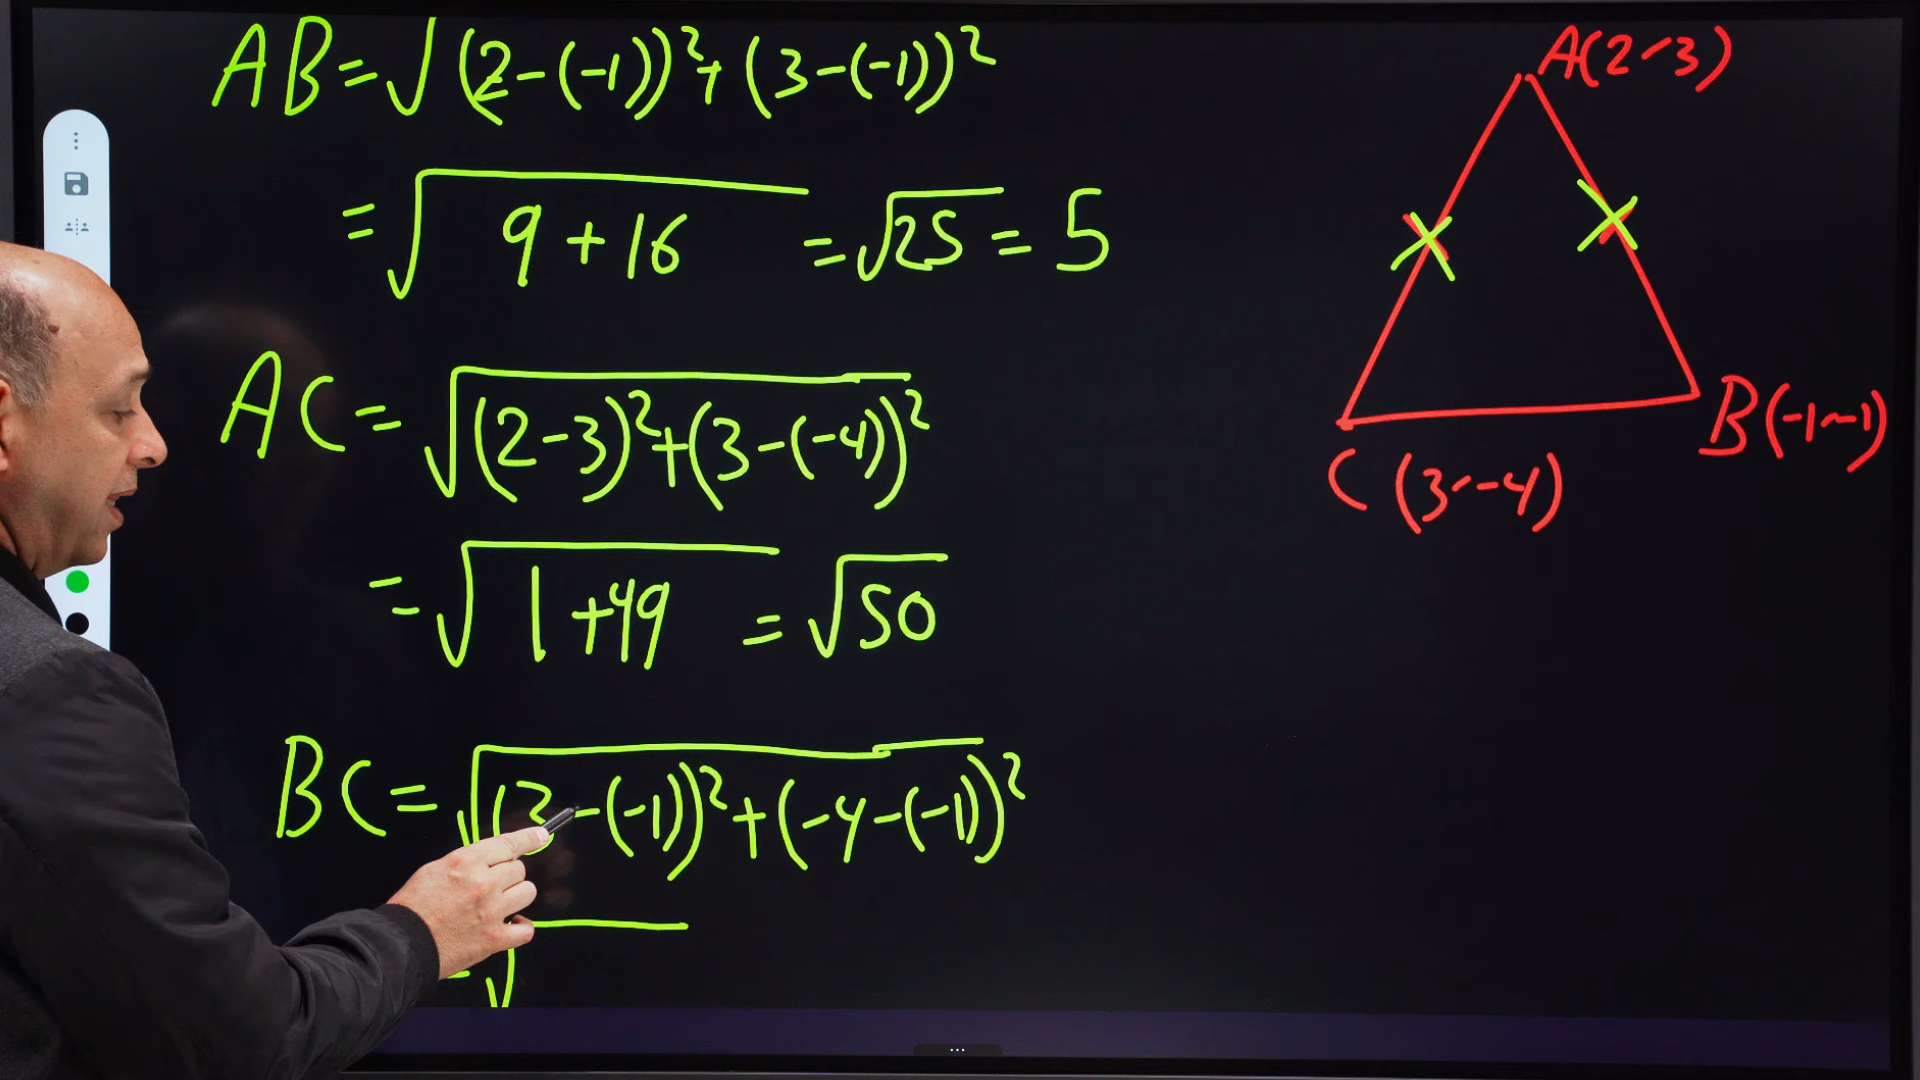 AB=√(2-(-1))²+(3-(-1))²
A(2,3)
=√9+16 =√25 = 5
AC=√(2-3)²+(3-(-4))²
B(-1,-1)
C(3,-4)
=√1+49 =√50
BC=√(3-(-1))²+(-4-(-1))²
=√